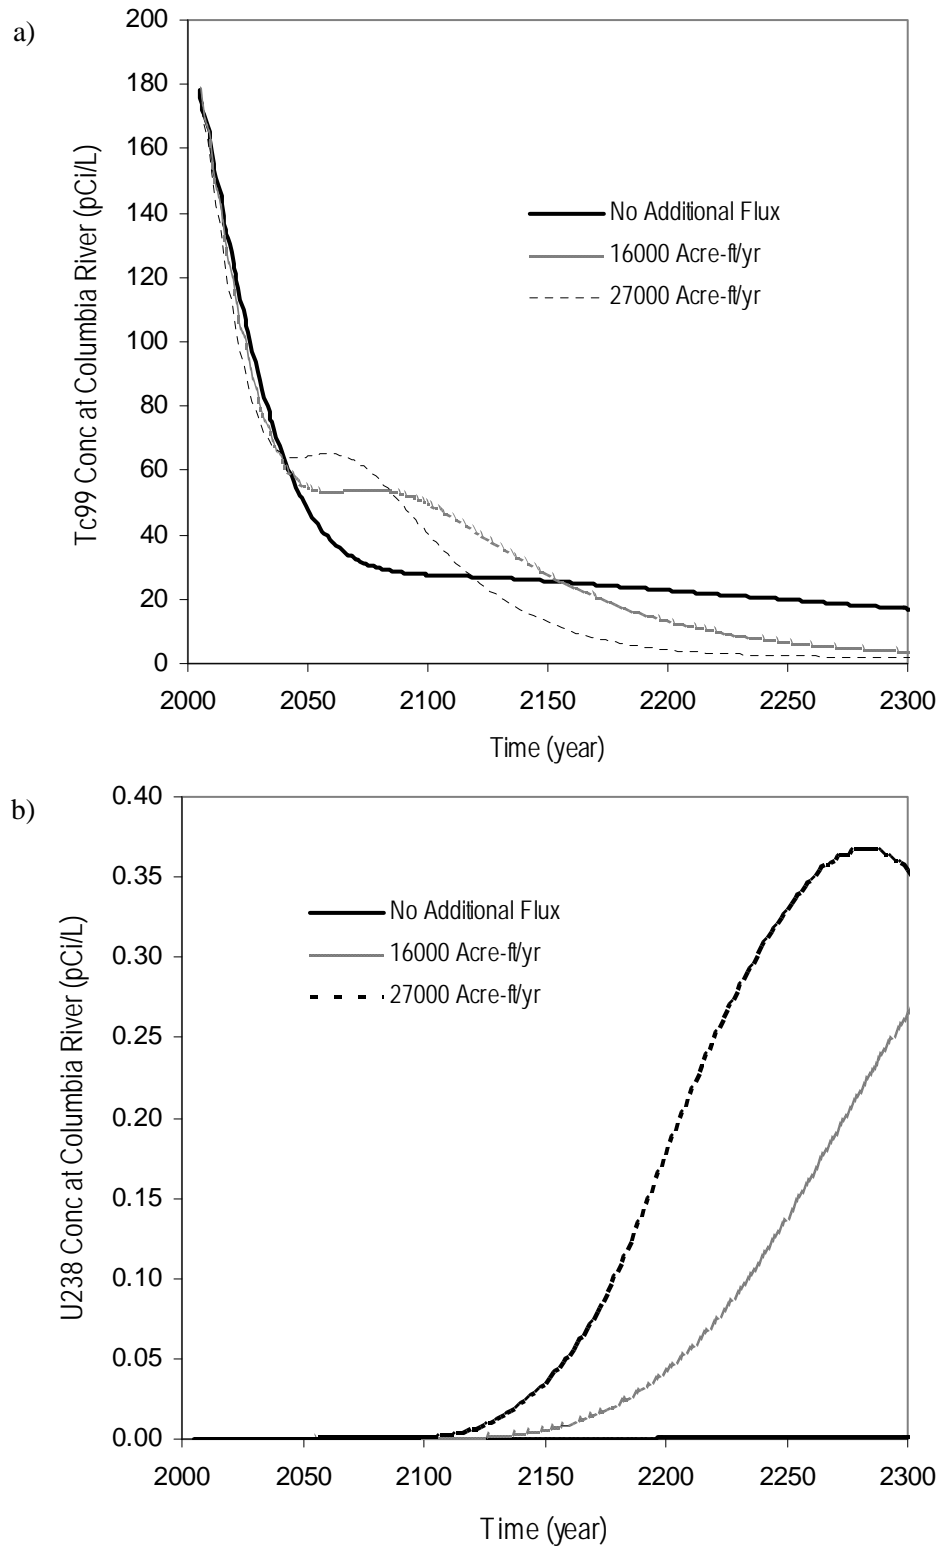 a)
200
180
160
140
120
100
80
60
40
20
0
Tc99 Conc at Columbia River (pCi/L)
No Additional Flux
16000 Acre-ft/yr
27000 Acre-ft/yr
2000 2050 2100 2150 2200 2250 2300
Time (year)
b)
0.40
0.35
0.30
0.25
0.20
0.15
0.10
0.05
0.00
U238 Conc at Columbia River (pCi/L)
No Additional Flux
16000 Acre-ft/yr
27000 Acre-ft/yr
2000 2050 2100 2150 2200 2250 2300
Time (year)